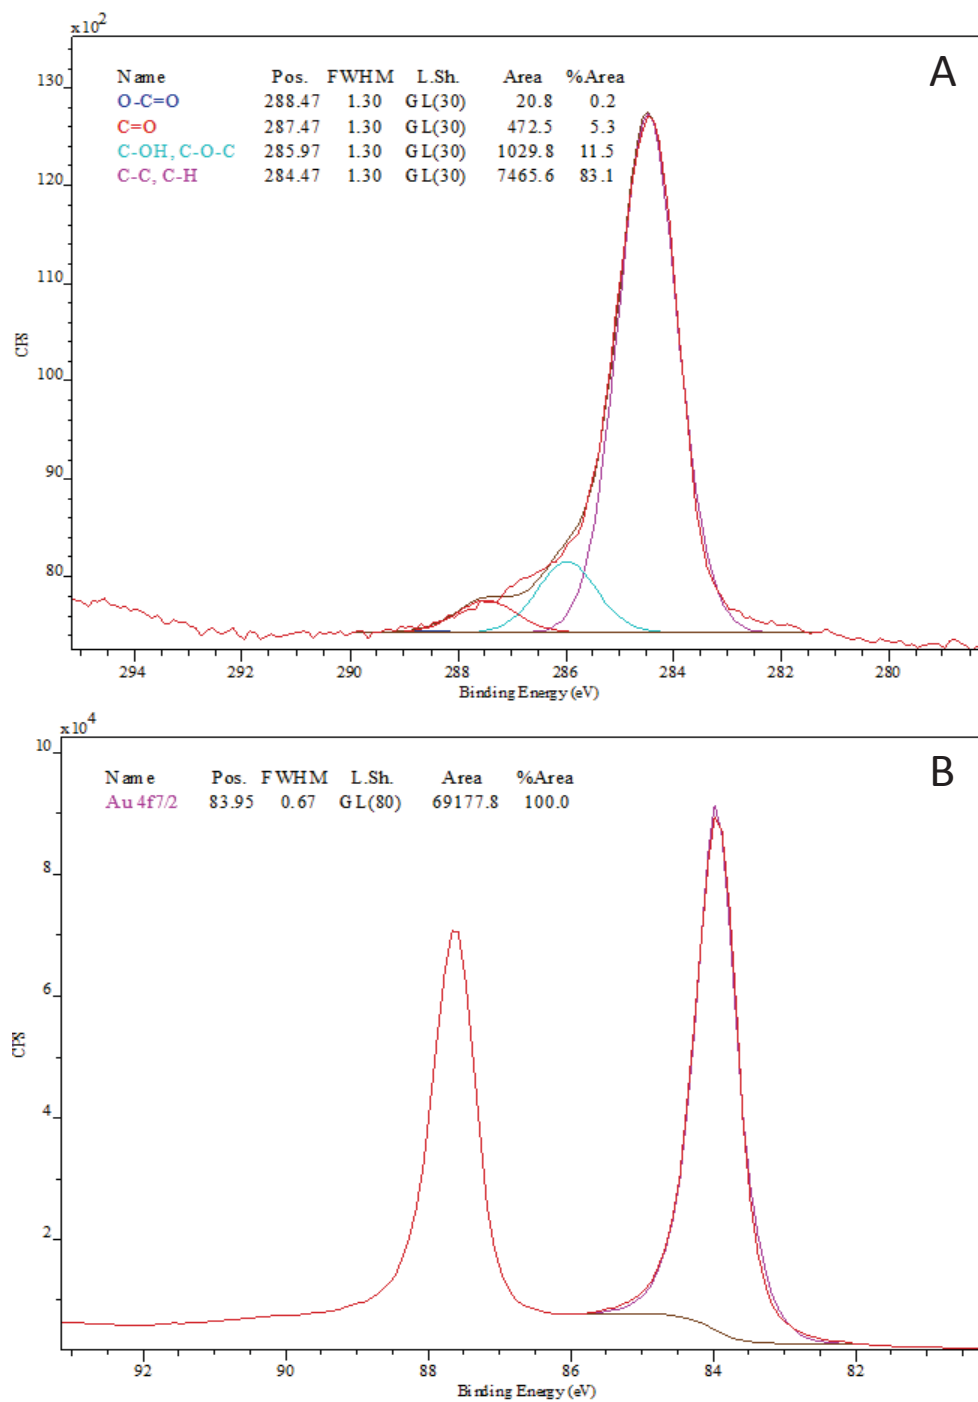 x10²
A
Name Pos. FWHM L.Sh. Area %Area
O-C=O 288.47 1.30 GL(30) 20.8 0.2
C=O 287.47 1.30 GL(30) 472.5 5.3
C-OH, C-O-C 285.97 1.30 GL(30) 1029.8 11.5
C-C, C-H 284.47 1.30 GL(30) 7465.6 83.1
130
120
110
100
90
80
CPS
294 292 290 288 286 284 282 280
Binding Energy (eV)
x10⁴
B
Name Pos. FWHM L.Sh. Area %Area
Au 4f7/2 83.95 0.67 GL(80) 69177.8 100.0
10
8
6
4
2
CPS
92 90 88 86 84 82
Binding Energy (eV)